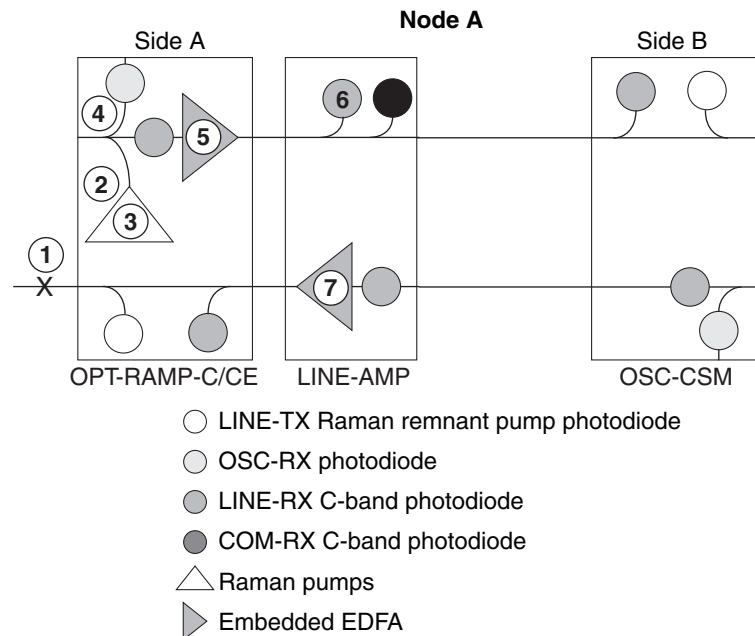 Node A
Side A
Side B
4
6
5
2
3
1
X
7
OPT-RAMP-C/CE
LINE-AMP
OSC-CSM
LINE-TX Raman remnant pump photodiode
OSC-RX photodiode
LINE-RX C-band photodiode
COM-RX C-band photodiode
Raman pumps
Embedded EDFA